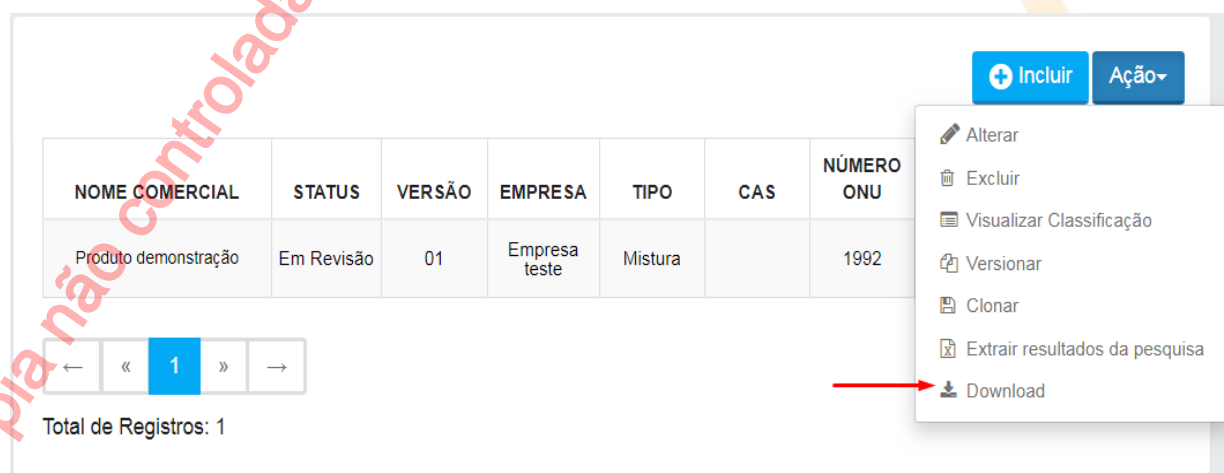 Incluir
Ação
Alterar
Excluir
Visualizar Classificação
Versionar
Clonar
Extrair resultados da pesquisa
Download
NOME COMERCIAL STATUS VERSÃO EMPRESA TIPO CAS NÚMERO ONU
Produto demonstração Em Revisão 01 Empresa teste Mistura 1992
← « 1 » →
Total de Registros: 1
pia não controlada